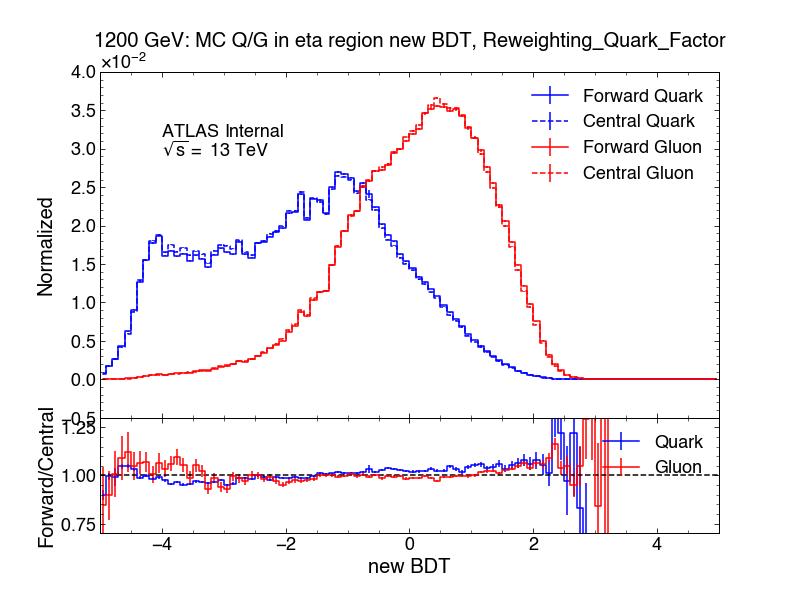 1200 GeV: MC Q/G in eta region new BDT, Reweighting_Quark_Factor
×10⁻²
4.0
3.5
3.0
2.5
2.0
1.5
1.0
0.5
0.0
−0.5
Normalized
ATLAS Internal
√s = 13 TeV
Forward Quark
Central Quark
Forward Gluon
Central Gluon
1.25
1.00
0.75
Forward/Central
Quark
Gluon
−4 −2 0 2 4
new BDT